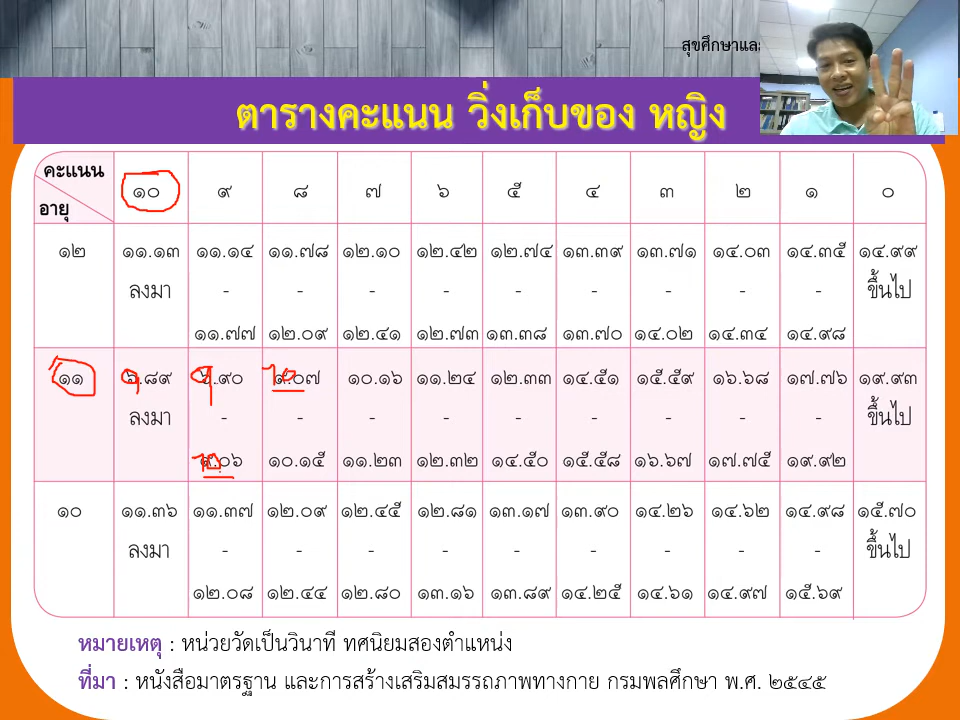 สุขศึกษาและ
ตารางคะแนน วิ่งเก็บของ หญิง
คะแนน ๑๐ ๙ ๘ ๗ ๖ ๕ ๔ ๓ ๒ ๑ ๐
อายุ
๑๒ ๑๑.๑๓ ๑๑.๑๔ ๑๑.๗๘ ๑๒.๑๐ ๑๒.๔๒ ๑๒.๗๔ ๑๓.๓๙ ๑๓.๗๑ ๑๔.๐๓ ๑๔.๓๕ ๑๔.๙๙
ลงมา - - - - - - - - - ขึ้นไป
๑๑.๗๗ ๑๒.๐๙ ๑๒.๔๑ ๑๒.๗๓ ๑๓.๓๘ ๑๓.๗๐ ๑๔.๐๒ ๑๔.๓๔ ๑๔.๙๘
๑๑ ๖.๘๙ ๖.๙๐ ๙.๐๗ ๑๐.๑๖ ๑๑.๒๔ ๑๒.๓๓ ๑๔.๕๑ ๑๕.๕๙ ๑๖.๖๘ ๑๗.๗๖ ๑๙.๙๓
ลงมา - - - - - - - - - ขึ้นไป
๙.๐๖ ๑๐.๑๕ ๑๑.๒๓ ๑๒.๓๒ ๑๔.๕๐ ๑๕.๕๘ ๑๖.๖๗ ๑๗.๗๕ ๑๙.๙๒
๑๐ ๑๑.๓๖ ๑๑.๓๗ ๑๒.๐๙ ๑๒.๔๕ ๑๒.๘๑ ๑๓.๑๗ ๑๓.๙๐ ๑๔.๒๖ ๑๔.๖๒ ๑๔.๙๘ ๑๕.๗๐
ลงมา - - - - - - - - - ขึ้นไป
๑๒.๐๘ ๑๒.๔๔ ๑๒.๘๐ ๑๓.๑๖ ๑๓.๘๙ ๑๔.๒๕ ๑๔.๖๑ ๑๔.๙๗ ๑๕.๖๙
หมายเหตุ : หน่วยวัดเป็นวินาที ทศนิยมสองตำแหน่ง
ที่มา : หนังสือมาตรฐาน และการสร้างเสริมสมรรถภาพทางกาย กรมพลศึกษา พ.ศ. ๒๕๔๕